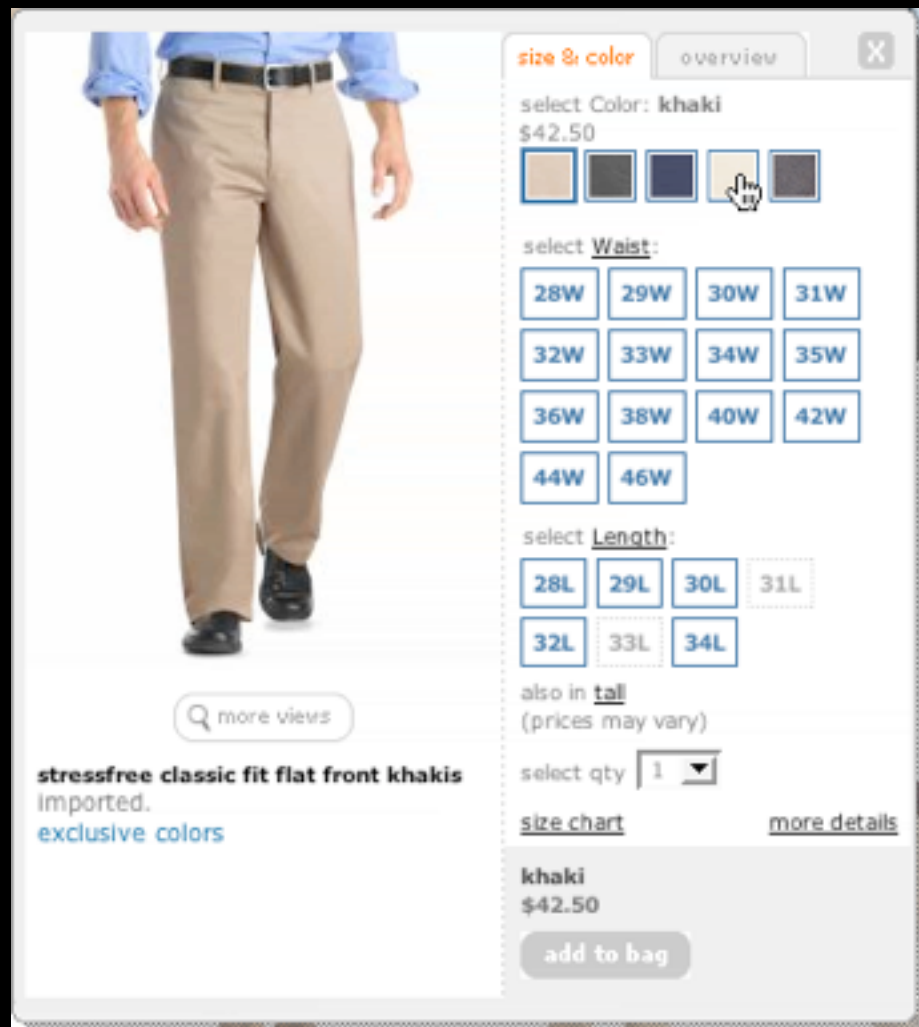 size & color
overview
X
select Color: khaki
$42.50
select Waist:
28W 29W 30W 31W
32W 33W 34W 35W
36W 38W 40W 42W
44W 46W
select Length:
28L 29L 30L 31L
32L 33L 34L
also in tall
(prices may vary)
select qty 1
size chart more details
khaki
$42.50
add to bag
more views
stressfree classic fit flat front khakis
imported.
exclusive colors